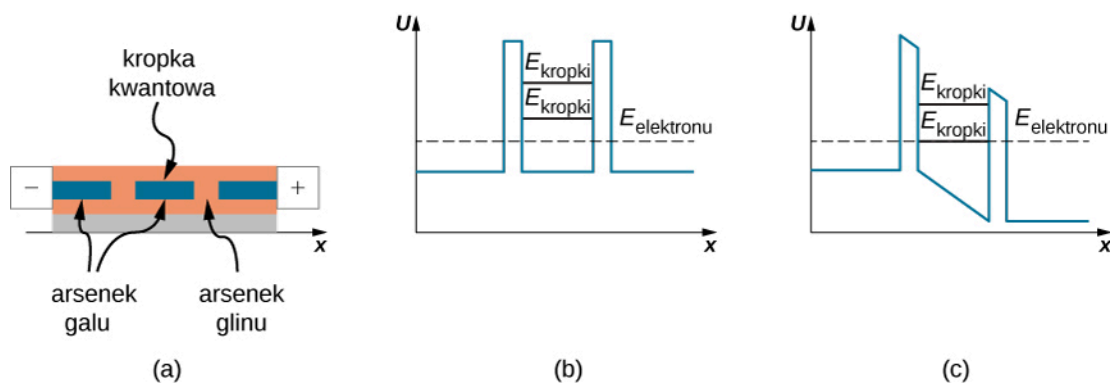 kropka
kwantowa
−
+
x
arsenek
galu
arsenek
glinu
(a)
U
E kropki
E kropki
E elektronu
x
(b)
U
E kropki
E kropki
E elektronu
x
(c)